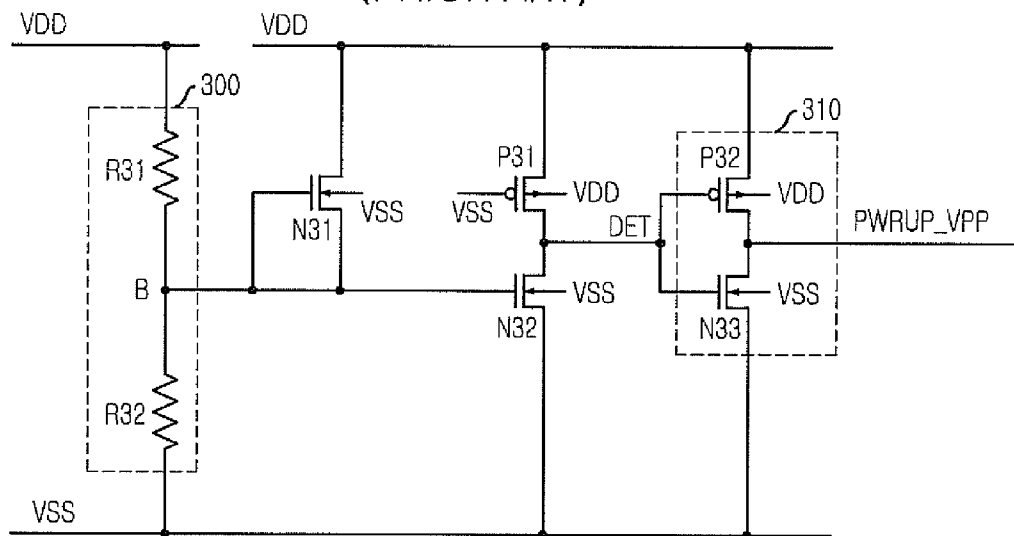 VDD
VDD
300
310
R31
P31
P32
VDD
VDD
VSS
VSS
N31
DET
PWRUP_VPP
B
VSS
VSS
N32
N33
R32
VSS